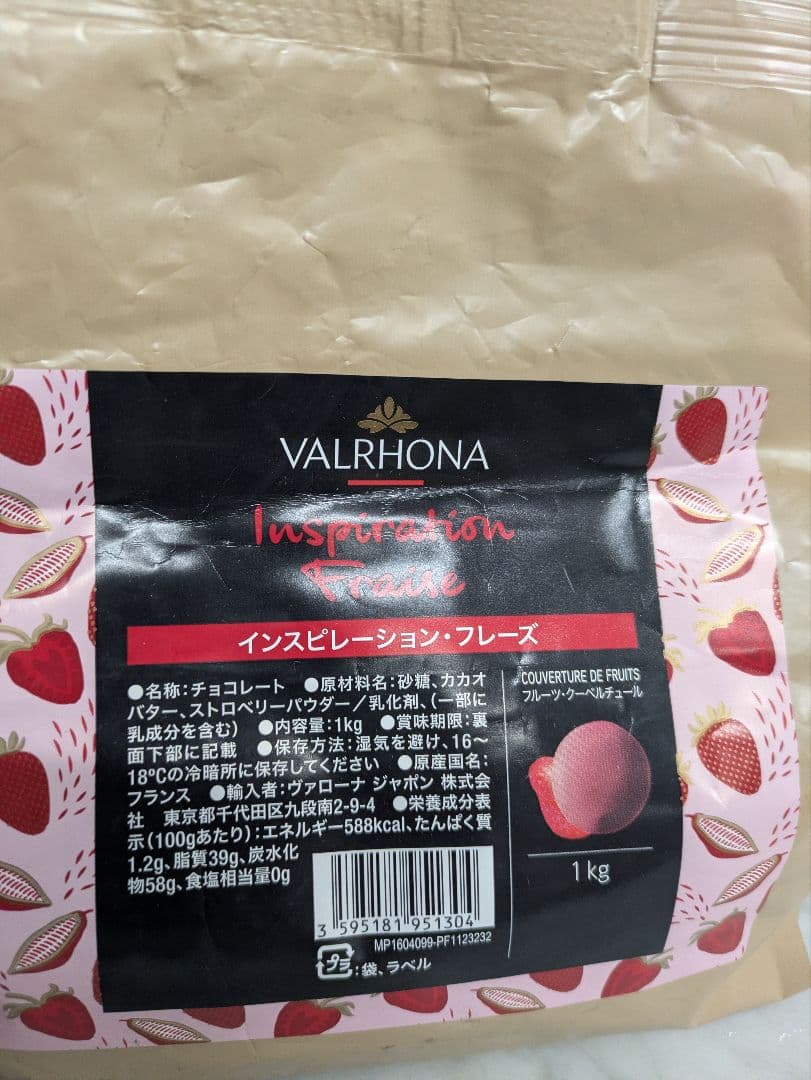 VALRHONA
Inspiration
Fraise
インスピレーション・フレーズ
●名称:チョコレート ●原材料名:砂糖、カカオ
バター、ストロベリーパウダー/乳化剤、(一部に
乳成分を含む) ●内容量:1kg ●賞味期限:裏
面下部に記載 ●保存方法:湿気を避け、16〜
18℃の冷暗所に保存してください ●原産国名:
フランス ●輸入者:ヴァローナ ジャポン 株式会
社 東京都千代田区九段南2-9-4 ●栄養成分表
示(100gあたり):エネルギー588kcal、たんぱく質
1.2g、脂質39g、炭水化
物58g、食塩相当量0g
3 595181 951304
MP1604099-PF1123232
プラ:袋、ラベル
COUVERTURE DE FRUITS
フルーツ・クーベルチュール
1kg